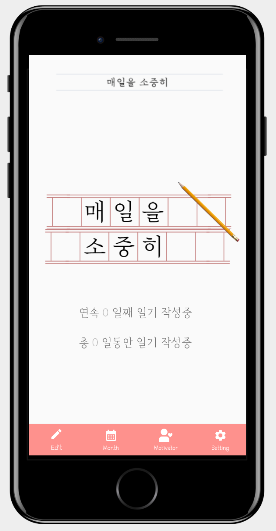 매일을 소중히
매일을
소중히
연속 0 일째 일기 작성중
총 0 일동안 일기 작성중
Edit
Month
Motivator
Setting